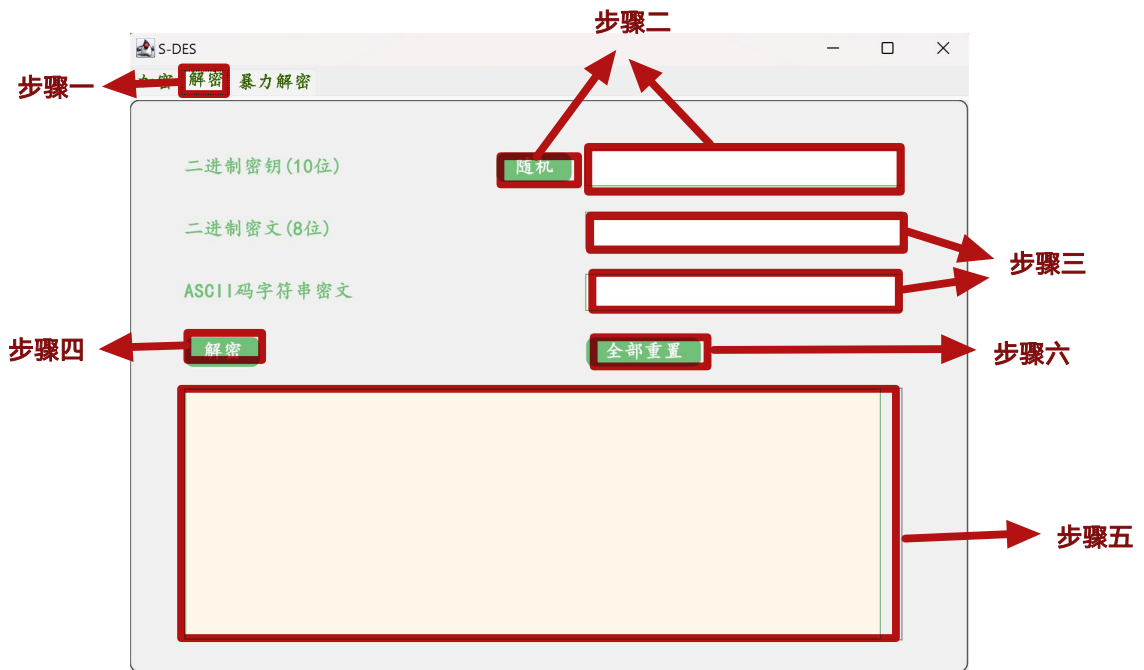 步骤二
S-DES
步骤一
解密 暴力解密
二进制密钥(10位) 随机
二进制密文(8位)
步骤三
ASCII码字符串密文
步骤四
解密 全部重置
步骤六
步骤五